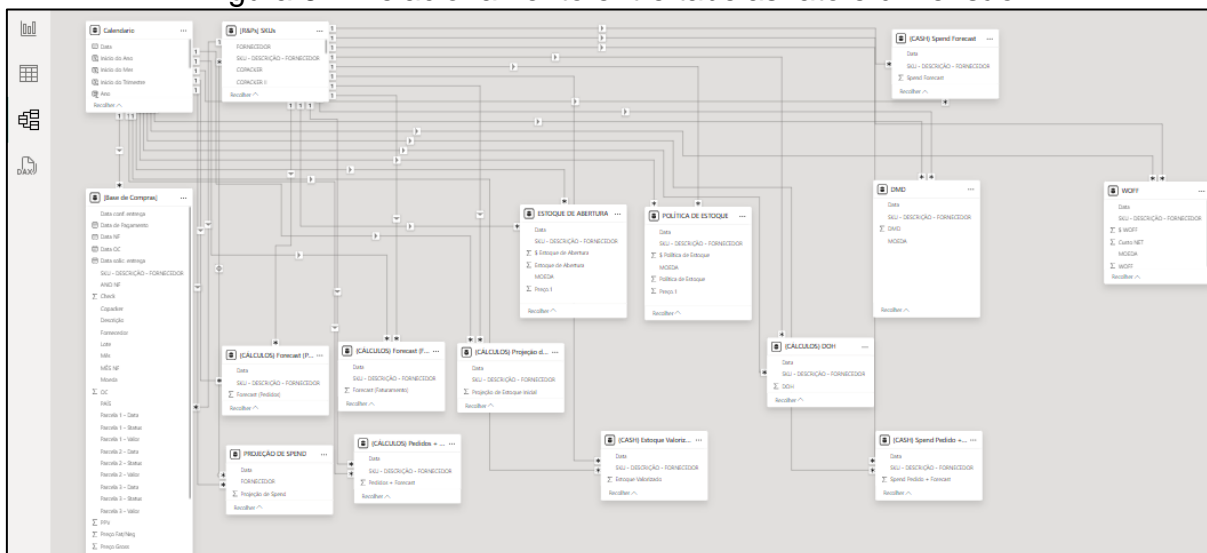 Calendario
Data
Início do Ano
Início do Mês
Início do Trimestre
Ano
Recolher
[R&Ps] SKUs
FORNECEDOR
SKU - DESCRIÇÃO - FORNECEDOR
COPACKER
COPACKER II
Recolher
(CASH) Spend Forecast
Data
SKU - DESCRIÇÃO - FORNECEDOR
Σ Spend Forecast
Recolher
DAX
[Base de Compras]
Data conf. entrega
Data de Pagamento
Data NF
Data OC
Data solic. entrega
SKU - DESCRIÇÃO - FORNECEDOR
ANO NF
Σ Check
Copacker
Descrição
Fornecedor
Lote
Mês
MÊS NF
Moeda
Σ OC
PAIS
Parcela 1 - Data
Parcela 1 - Status
Parcela 1 - Valor
Parcela 2 - Data
Parcela 2 - Status
Parcela 2 - Valor
Parcela 3 - Data
Parcela 3 - Status
Parcela 3 - Valor
Σ PPV
Σ Preço Fat/Neg
Σ Preço Gross
ESTOQUE DE ABERTURA
Data
SKU - DESCRIÇÃO - FORNECEDOR
Σ $ Estoque de Abertura
Σ Estoque de Abertura
MOEDA
Σ Preço 1
Recolher
POLÍTICA DE ESTOQUE
Data
SKU - DESCRIÇÃO - FORNECEDOR
Σ $ Política de Estoque
MOEDA
Σ Política de Estoque
Σ Preço 1
Recolher
DMD
Data
SKU - DESCRIÇÃO - FORNECEDOR
Σ DMD
MOEDA
Recolher
WOFF
Data
SKU - DESCRIÇÃO - FORNECEDOR
Σ $ WOFF
Σ Custo NET
MOEDA
Σ WOFF
Recolher
(CÁLCULOS) Forecast (P...
Data
SKU - DESCRIÇÃO - FORNECEDOR
Σ Forecast (Pedidos)
Recolher
(CÁLCULOS) Forecast (F...
Data
SKU - DESCRIÇÃO - FORNECEDOR
Σ Forecast (Faturamento)
Recolher
(CÁLCULOS) Projeção d...
Data
SKU - DESCRIÇÃO - FORNECEDOR
Σ Projeção de Estoque Inicial
Recolher
(CÁLCULOS) DOH
Data
SKU - DESCRIÇÃO - FORNECEDOR
Σ DOH
Recolher
PROJEÇÃO DE SPEND
Data
FORNECEDOR
Σ Projeção de Spend
Recolher
(CÁLCULOS) Pedidos + ...
Data
SKU - DESCRIÇÃO - FORNECEDOR
Σ Pedidos + Forecast
Recolher
(CASH) Estoque Valoriz...
Data
SKU - DESCRIÇÃO - FORNECEDOR
Σ Estoque Valorizado
Recolher
(CASH) Spend Pedido +...
Data
SKU - DESCRIÇÃO - FORNECEDOR
Σ Spend Pedido + Forecast
Recolher